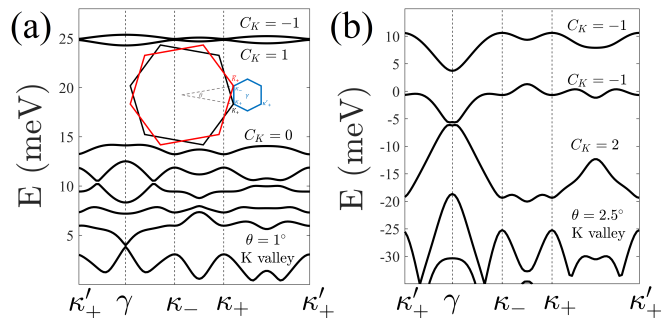 (a)
E (meV)
25
20
15
10
5
C_K = −1
C_K = 1
C_K = 0
θ = 1°
K valley
κ′₊
γ
κ₋
κ₊
κ′₊
(b)
E (meV)
10
5
0
-5
-10
-15
-20
-25
-30
C_K = −1
C_K = −1
C_K = 2
θ = 2.5°
K valley
κ′₊
γ
κ₋
κ₊
κ′₊